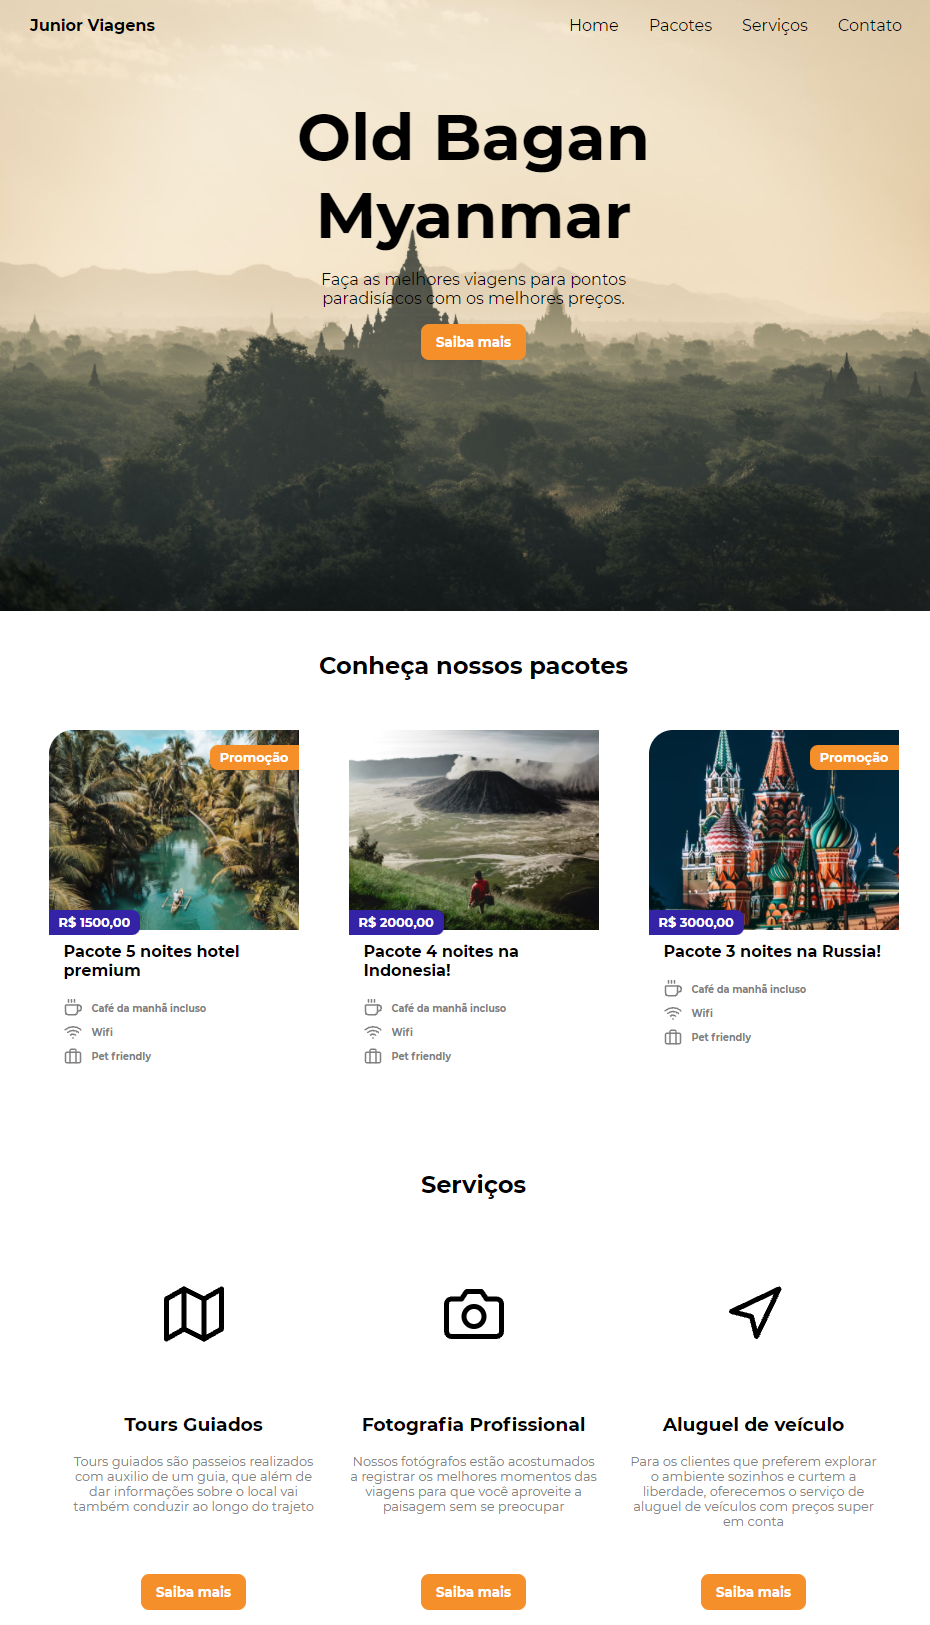 Junior Viagens
Home Pacotes Serviços Contato
Old Bagan
Myanmar
Faça as melhores viagens para pontos
paradisíacos com os melhores preços.
Saiba mais
Conheça nossos pacotes
Promoção
R$ 1500,00
Pacote 5 noites hotel
premium
Café da manhã incluso
Wifi
Pet friendly
R$ 2000,00
Pacote 4 noites na
Indonesia!
Café da manhã incluso
Wifi
Pet friendly
Promoção
R$ 3000,00
Pacote 3 noites na Russia!
Café da manhã incluso
Wifi
Pet friendly
Serviços
Tours Guiados
Tours guiados são passeios realizados
com auxilio de um guia, que além de
dar informações sobre o local vai
também conduzir ao longo do trajeto
Saiba mais
Fotografia Profissional
Nossos fotógrafos estão acostumados
a registrar os melhores momentos das
viagens para que você aproveite a
paisagem sem se preocupar
Saiba mais
Aluguel de veículo
Para os clientes que preferem explorar
o ambiente sozinhos e curtem a
liberdade, oferecemos o serviço de
aluguel de veículos com preços super
em conta
Saiba mais